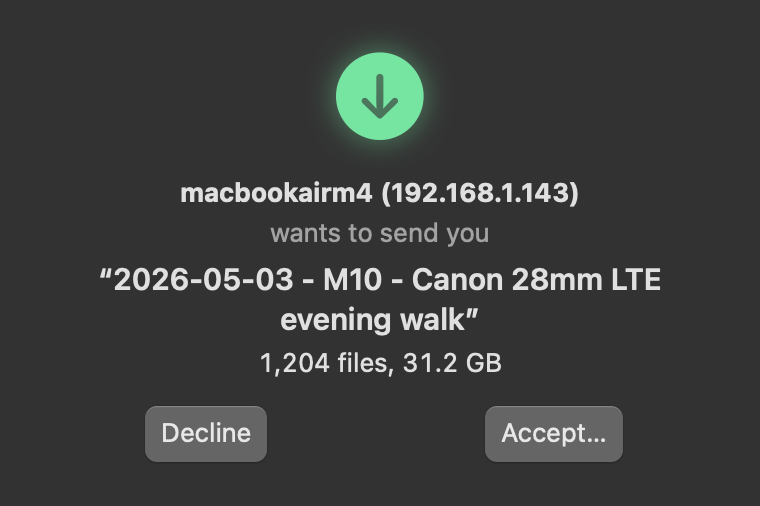 macbookairm4 (192.168.1.143)
wants to send you
“2026-05-03 - M10 - Canon 28mm LTE
evening walk”
1,204 files, 31.2 GB
Decline
Accept...